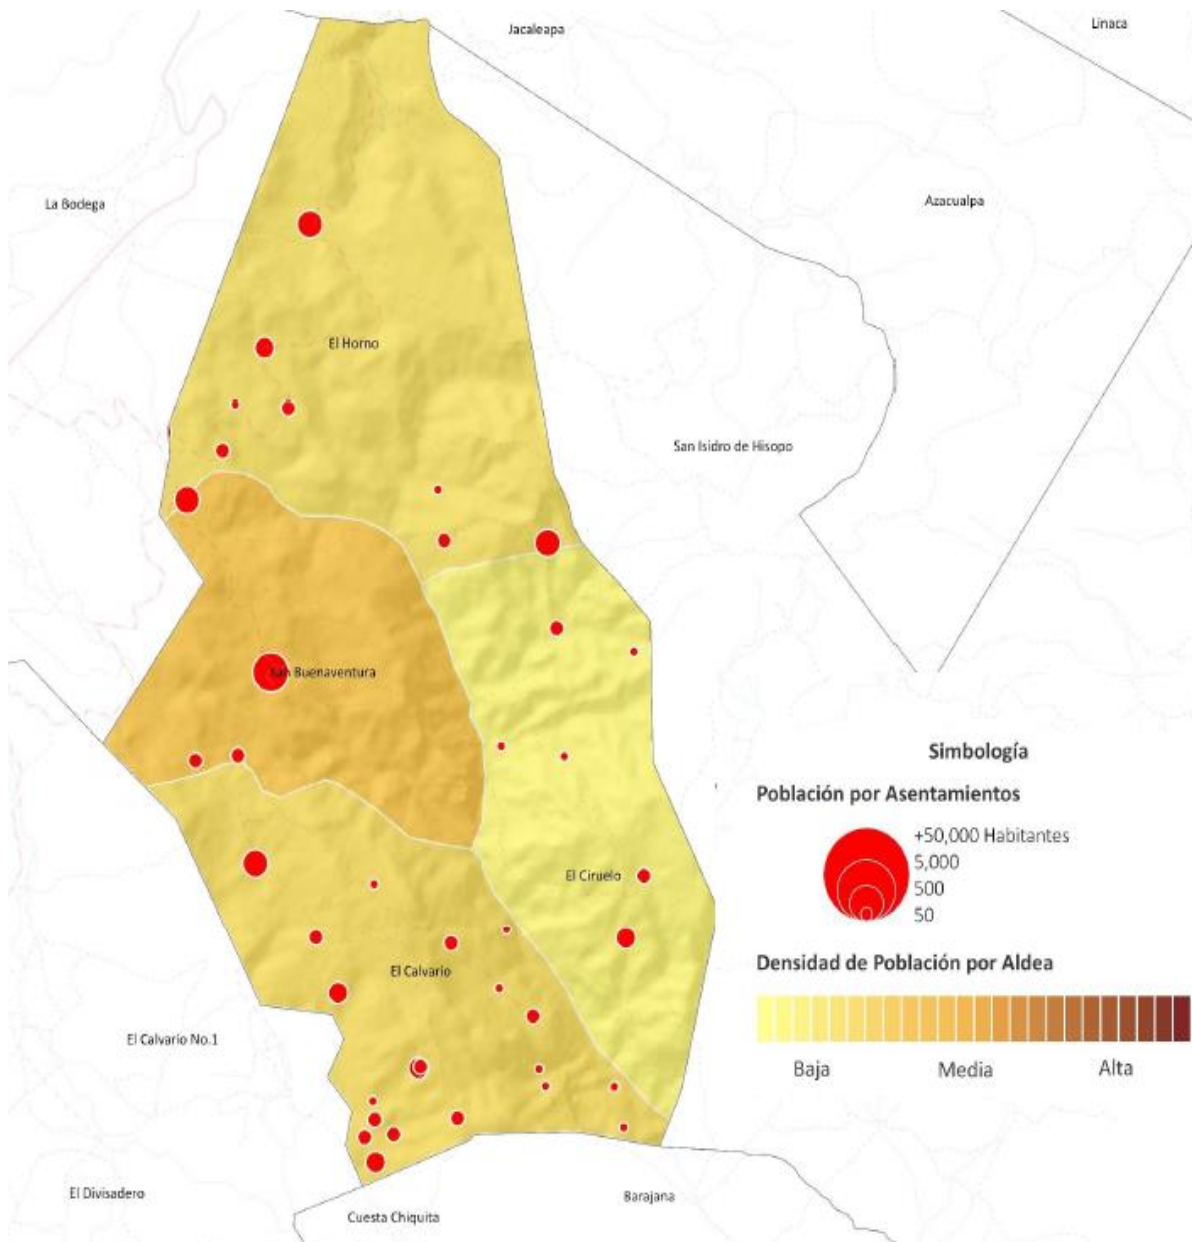 Linaca
Jacaleapa
La Bodega
Azacualpa
El Horno
San Isidro de Hisopo
San Buenaventura
Simbología
Población por Asentamientos
+50,000 Habitantes
5,000
500
50
El Ciruelo
Densidad de Población por Aldea
El Calvario
El Calvario No.1
Baja Media Alta
El Divisadero
Barajana
Cuesta Chiquita